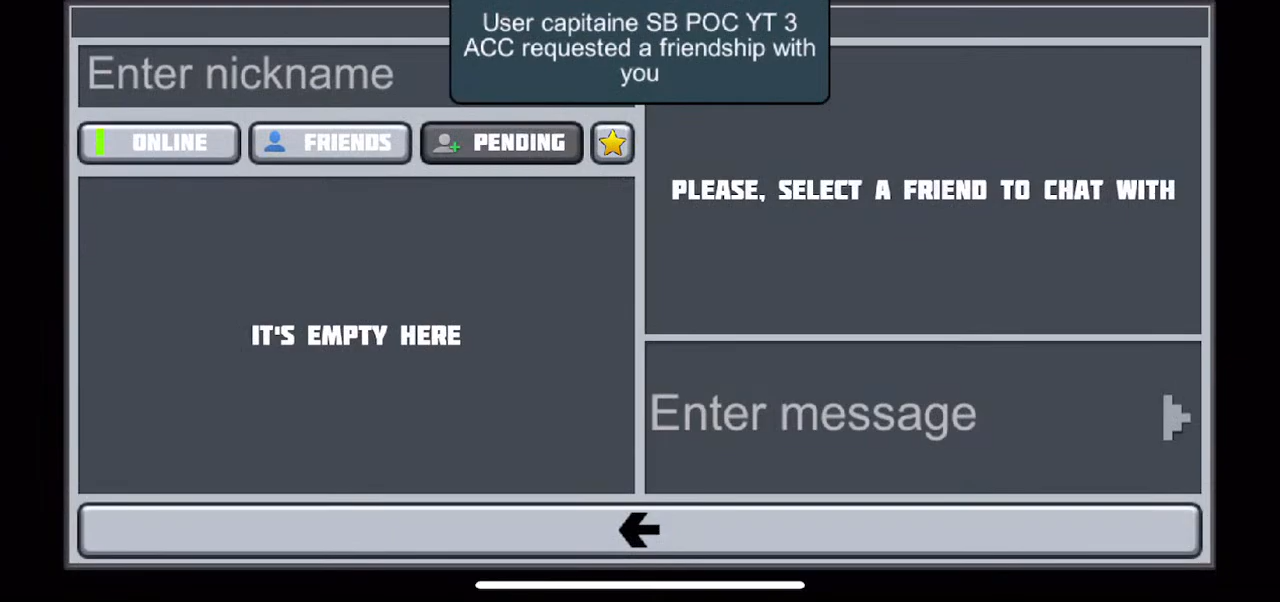 User capitaine SB POC YT 3
ACC requested a friendship with
you
Enter nickname
ONLINE
FRIENDS
PENDING
IT'S EMPTY HERE
PLEASE, SELECT A FRIEND TO CHAT WITH
Enter message